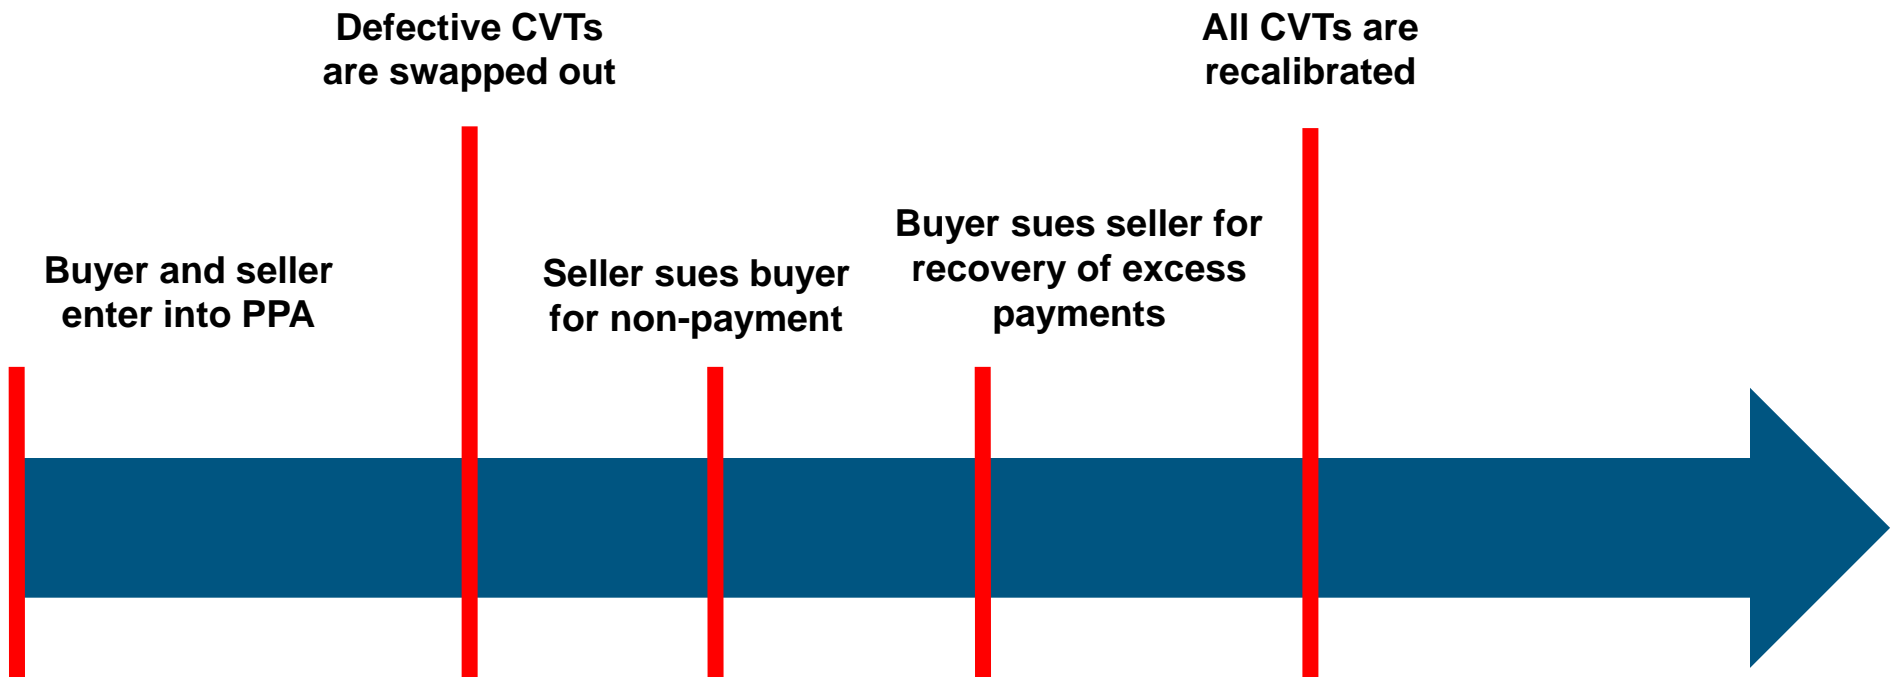 Buyer and seller
enter into PPA
Defective CVTs
are swapped out
Seller sues buyer
for non-payment
Buyer sues seller for
recovery of excess
payments
All CVTs are
recalibrated